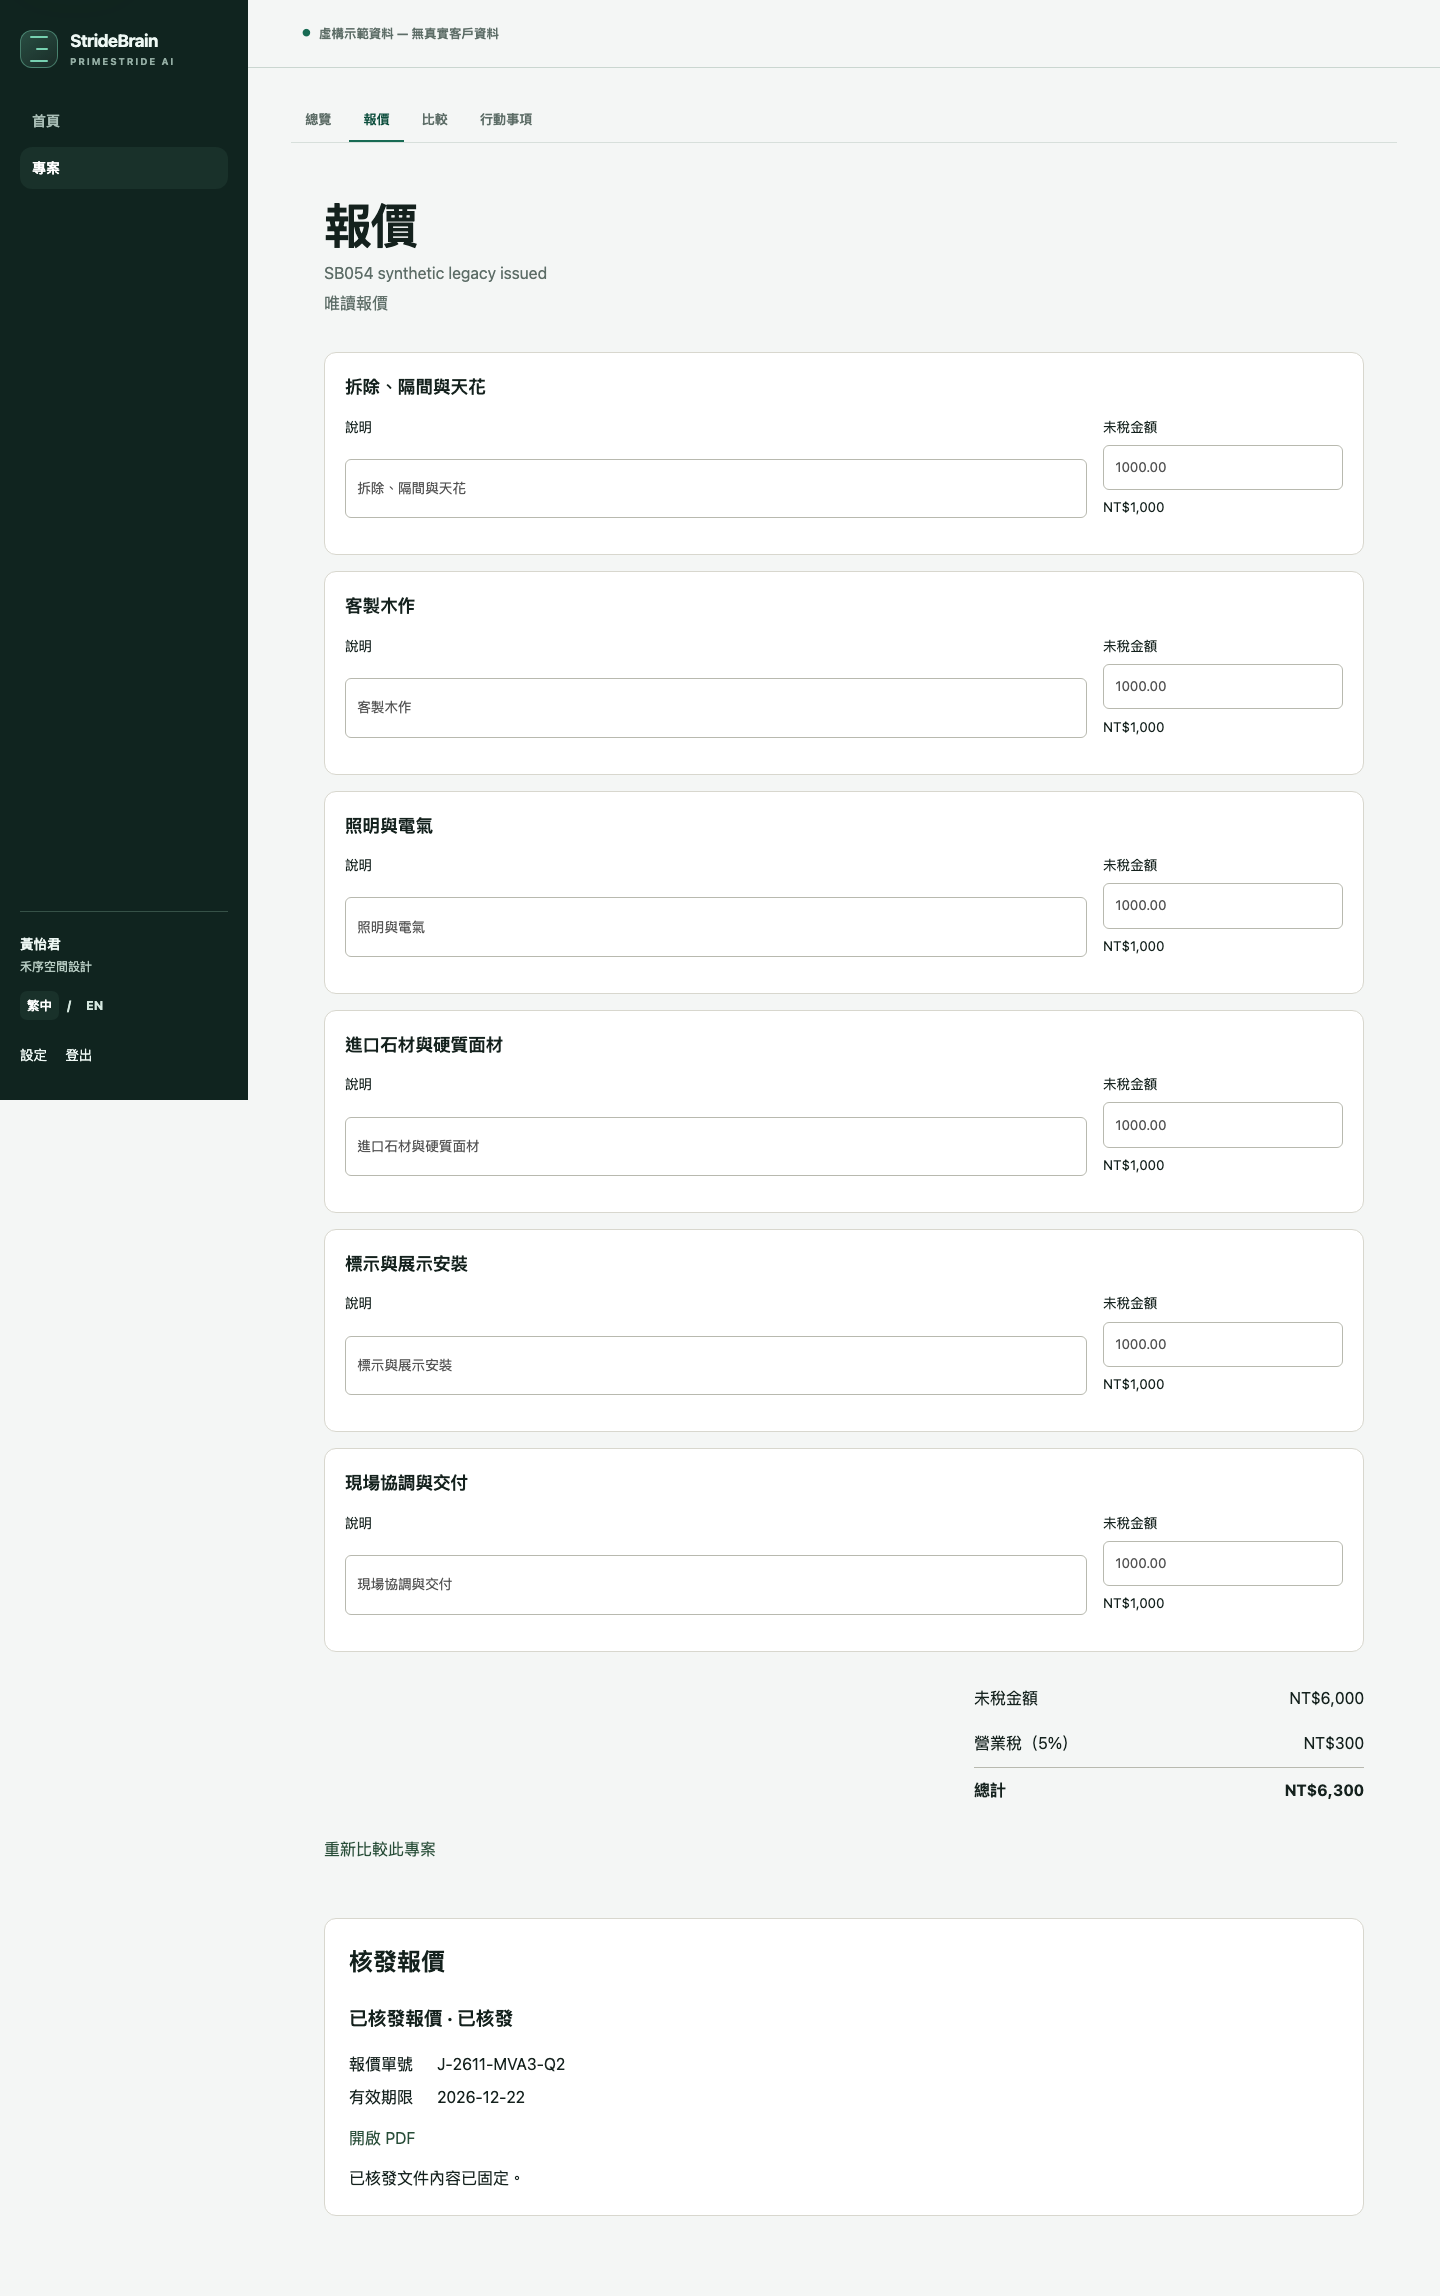 StrideBrain
PRIMESTRIDE AI
首頁
專案
黃怡君
禾序空間設計
繁中 / EN
設定 登出
虛構示範資料 — 無真實客戶資料
總覽 報價 比較 行動事項
報價
SB054 synthetic legacy issued
唯讀報價
拆除、隔間與天花
說明 未稅金額
拆除、隔間與天花 1000.00
NT$1,000
客製木作
說明 未稅金額
客製木作 1000.00
NT$1,000
照明與電氣
說明 未稅金額
照明與電氣 1000.00
NT$1,000
進口石材與硬質面材
說明 未稅金額
進口石材與硬質面材 1000.00
NT$1,000
標示與展示安裝
說明 未稅金額
標示與展示安裝 1000.00
NT$1,000
現場協調與交付
說明 未稅金額
現場協調與交付 1000.00
NT$1,000
未稅金額 NT$6,000
營業稅（5%） NT$300
總計 NT$6,300
重新比較此專案
核發報價
已核發報價 · 已核發
報價單號 J-2611-MVA3-Q2
有效期限 2026-12-22
開啟 PDF
已核發文件內容已固定。